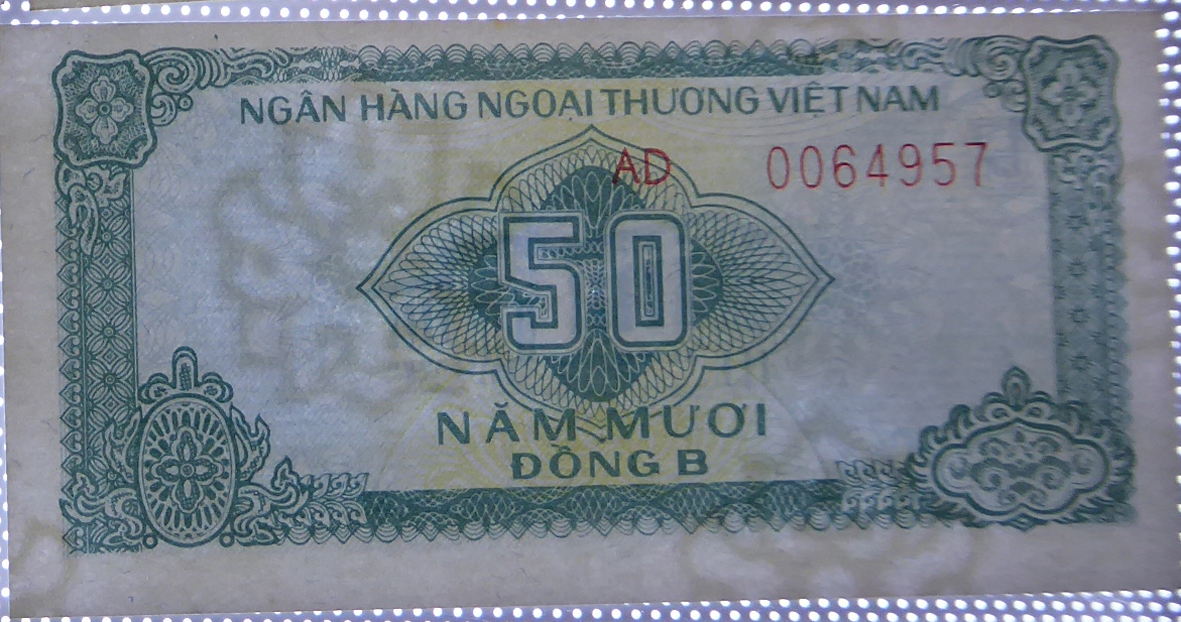 NGÂN HÀNG NGOẠI THƯƠNG VIỆT NAM
AD 0064957
50
NĂM MƯƠI
ĐỒNG B